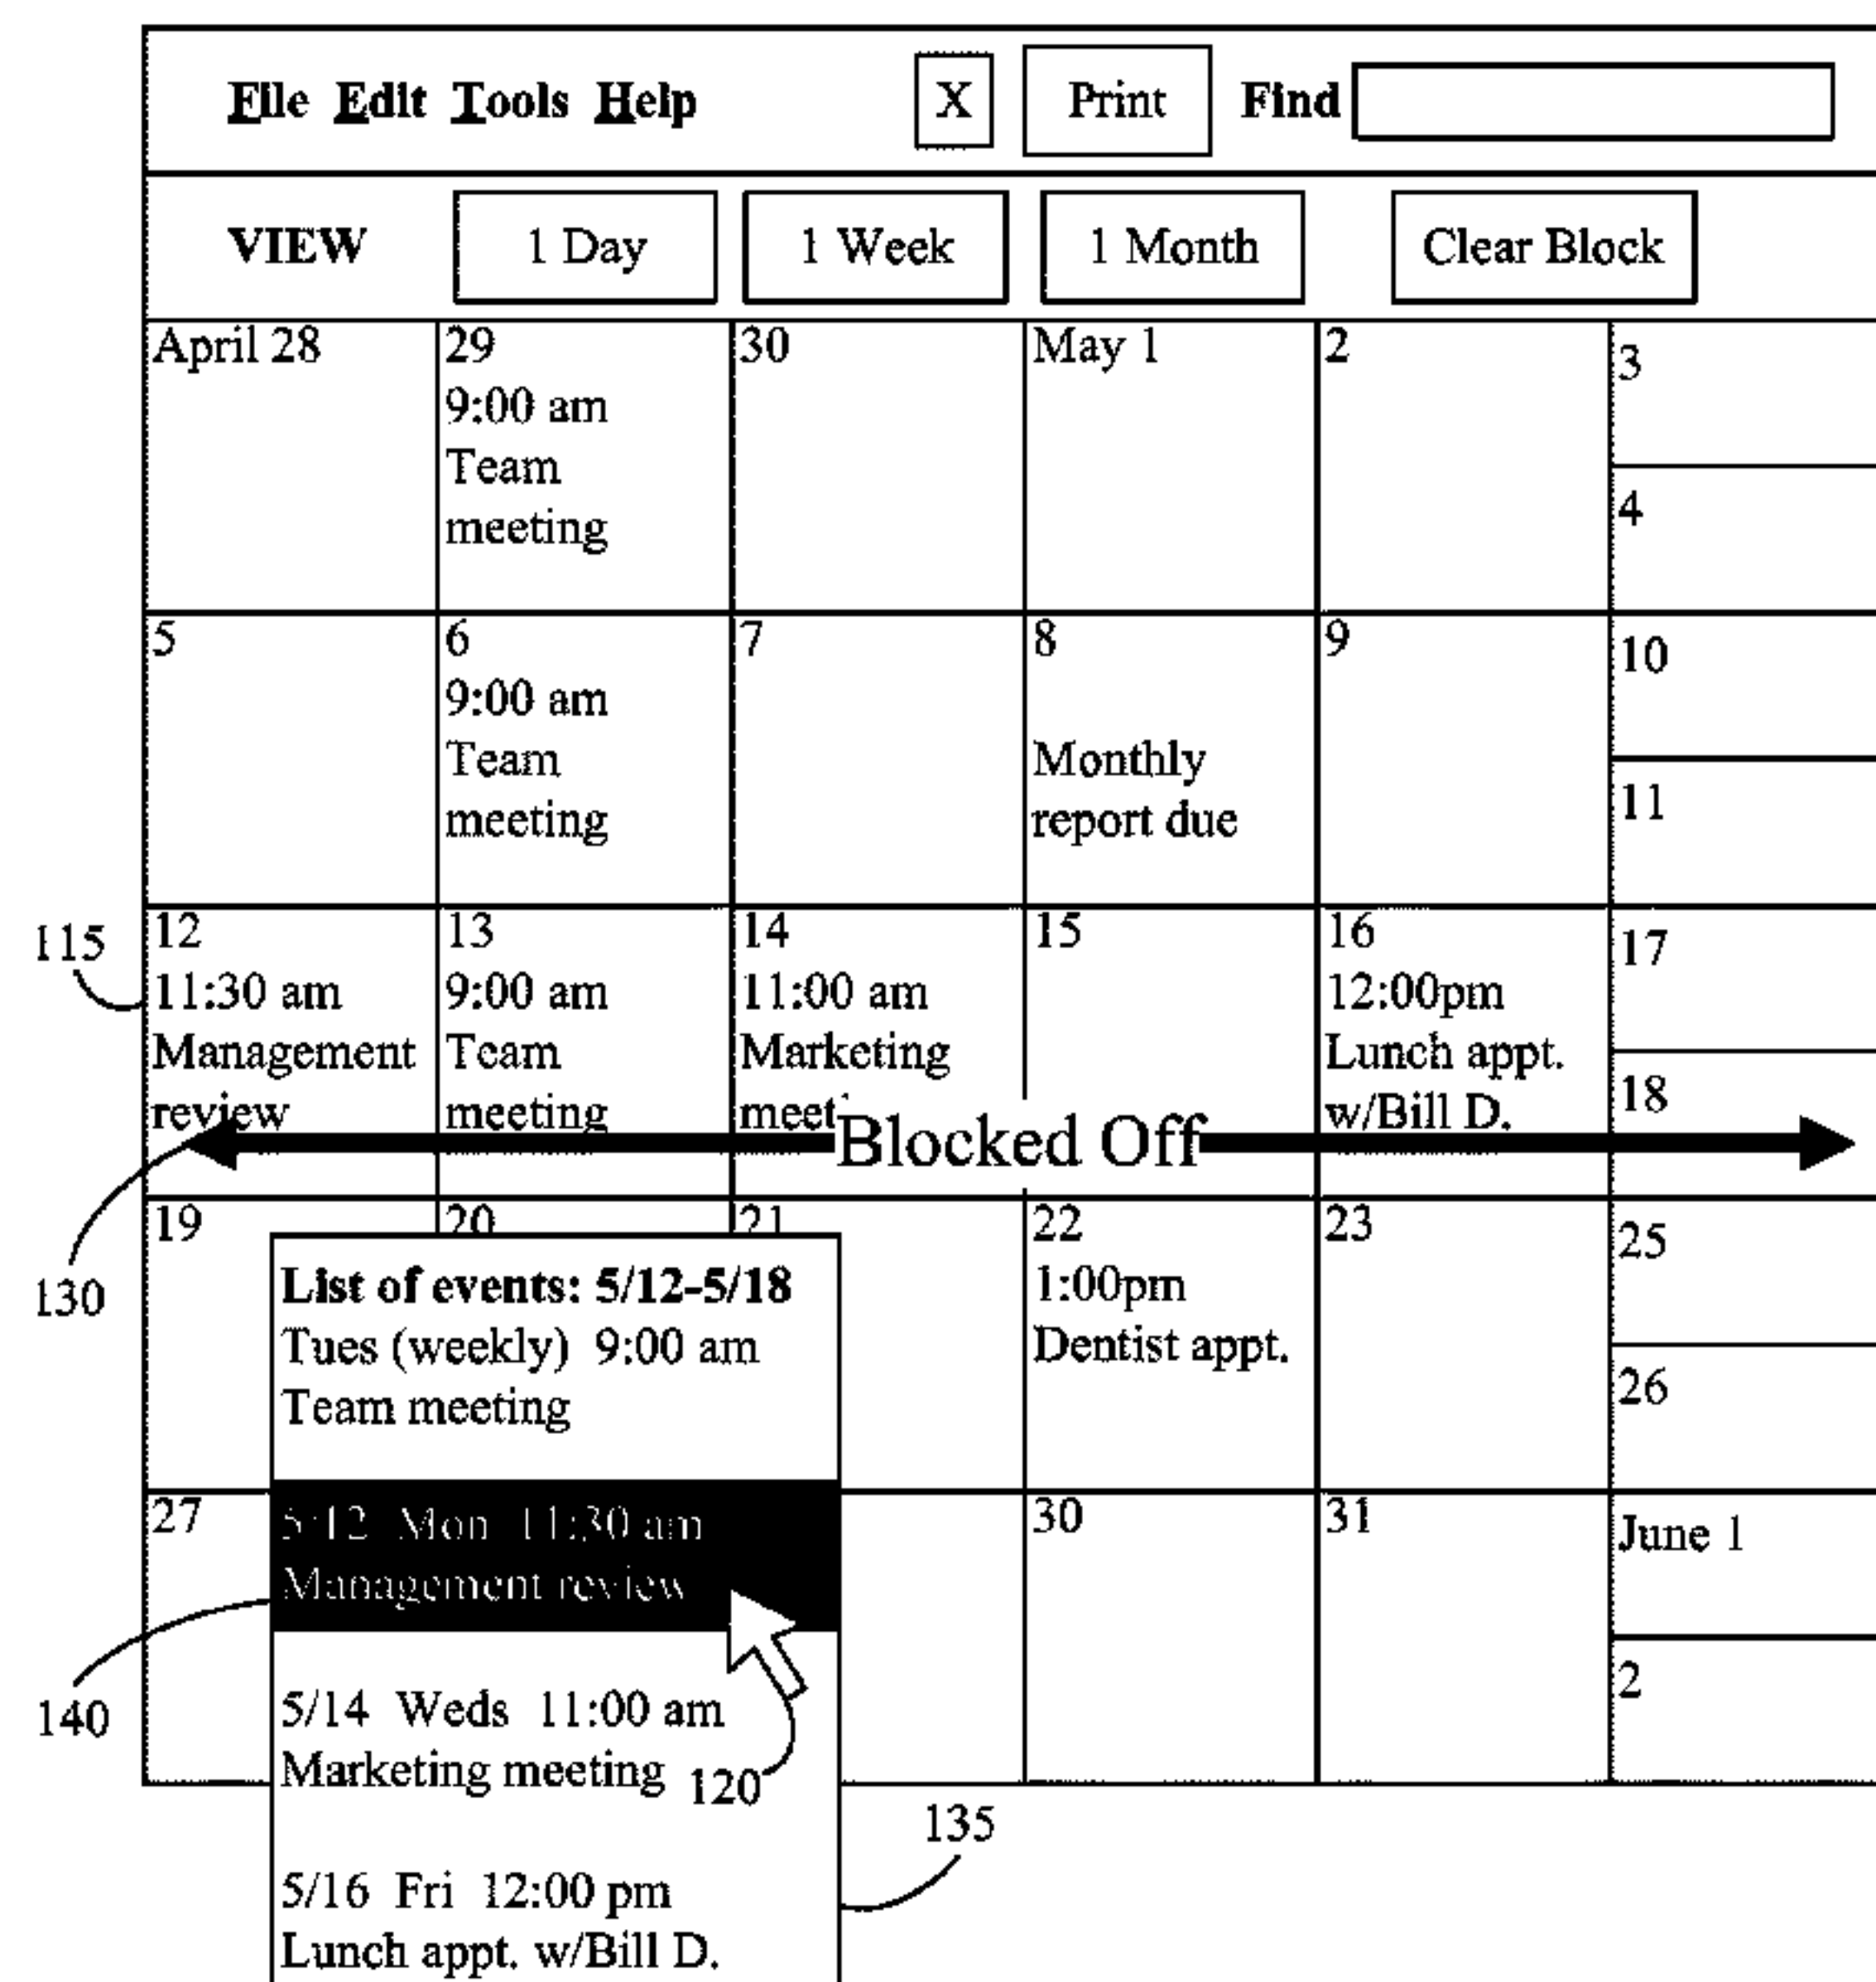 File Edit Tools Help X Print Find
VIEW 1 Day 1 Week 1 Month Clear Block
April 28
29
9:00 am
Team
meeting
30
May 1
2
3
4
5
6
9:00 am
Team
meeting
7
8
Monthly
report due
9
10
11
115
12
11:30 am
Management
review
13
9:00 am
Team
meeting
14
11:00 am
Marketing
15
16
12:00pm
Lunch appt.
w/Bill D.
17
18
Blocked Off
130
19
20
21
22
1:00pm
Dentist appt.
23
25
26
List of events: 5/12-5/18
Tues (weekly) 9:00 am
Team meeting
27
5/12 Mon 11:30 am
Management review
30
31
June 1
2
140
5/14 Weds 11:00 am
Marketing meeting
120
135
5/16 Fri 12:00 pm
Lunch appt. w/Bill D.